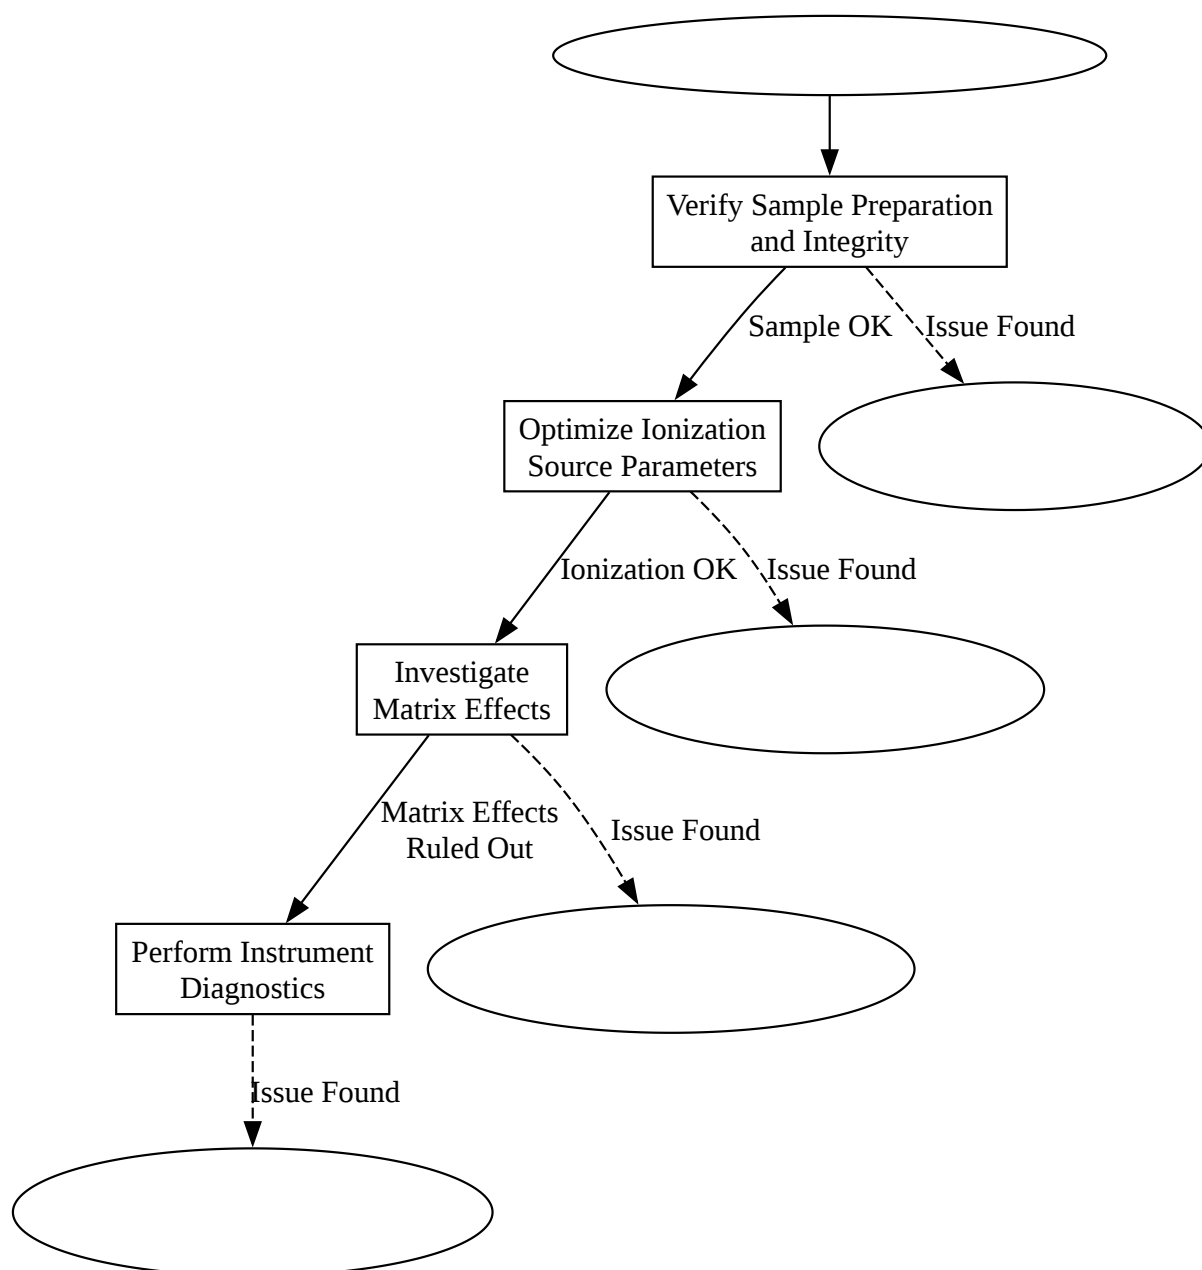 Verify Sample Preparation
and Integrity
Sample OK
Issue Found
Optimize Ionization
Source Parameters
Ionization OK
Issue Found
Investigate
Matrix Effects
Matrix Effects
Ruled Out
Issue Found
Perform Instrument
Diagnostics
Issue Found